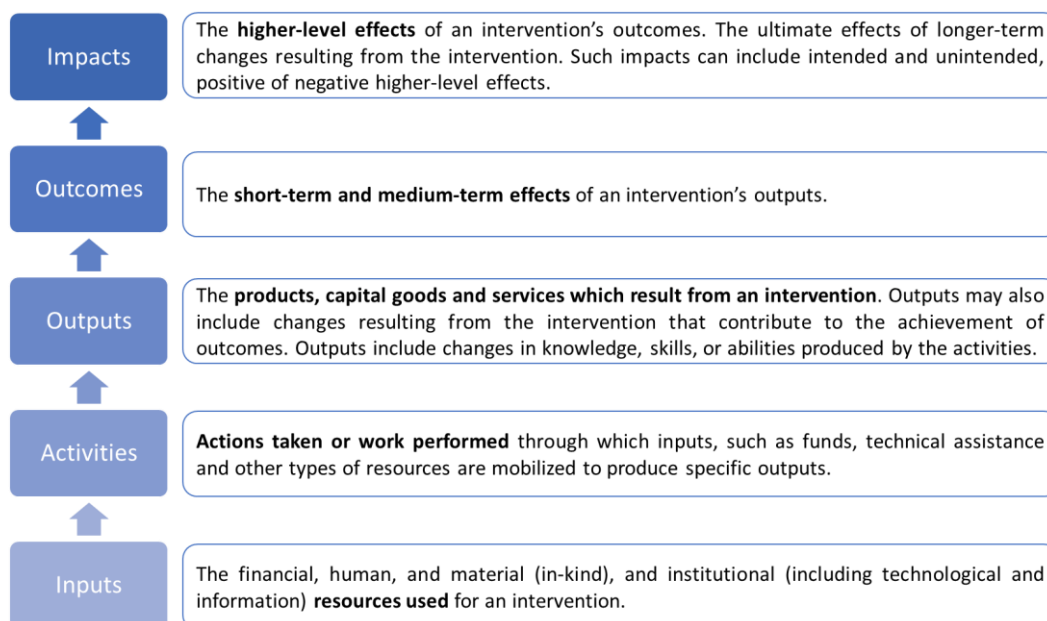 Impacts
The higher-level effects of an intervention’s outcomes. The ultimate effects of longer-term
changes resulting from the intervention. Such impacts can include intended and unintended,
positive of negative higher-level effects.
Outcomes
The short-term and medium-term effects of an intervention’s outputs.
Outputs
The products, capital goods and services which result from an intervention. Outputs may also
include changes resulting from the intervention that contribute to the achievement of
outcomes. Outputs include changes in knowledge, skills, or abilities produced by the activities.
Activities
Actions taken or work performed through which inputs, such as funds, technical assistance
and other types of resources are mobilized to produce specific outputs.
Inputs
The financial, human, and material (in-kind), and institutional (including technological and
information) resources used for an intervention.